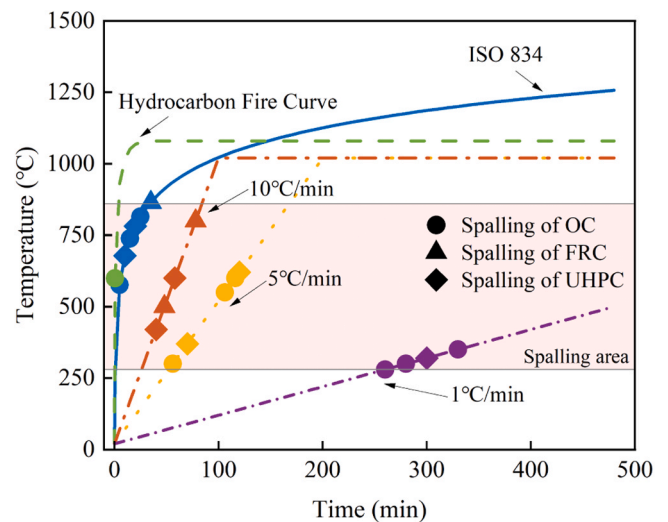 1500
1250
1000
750
500
250
0
Temperature (℃)
ISO 834
Hydrocarbon Fire Curve
10℃/min
Spalling of OC
Spalling of FRC
Spalling of UHPC
5℃/min
Spalling area
1℃/min
0 100 200 300 400 500
Time (min)